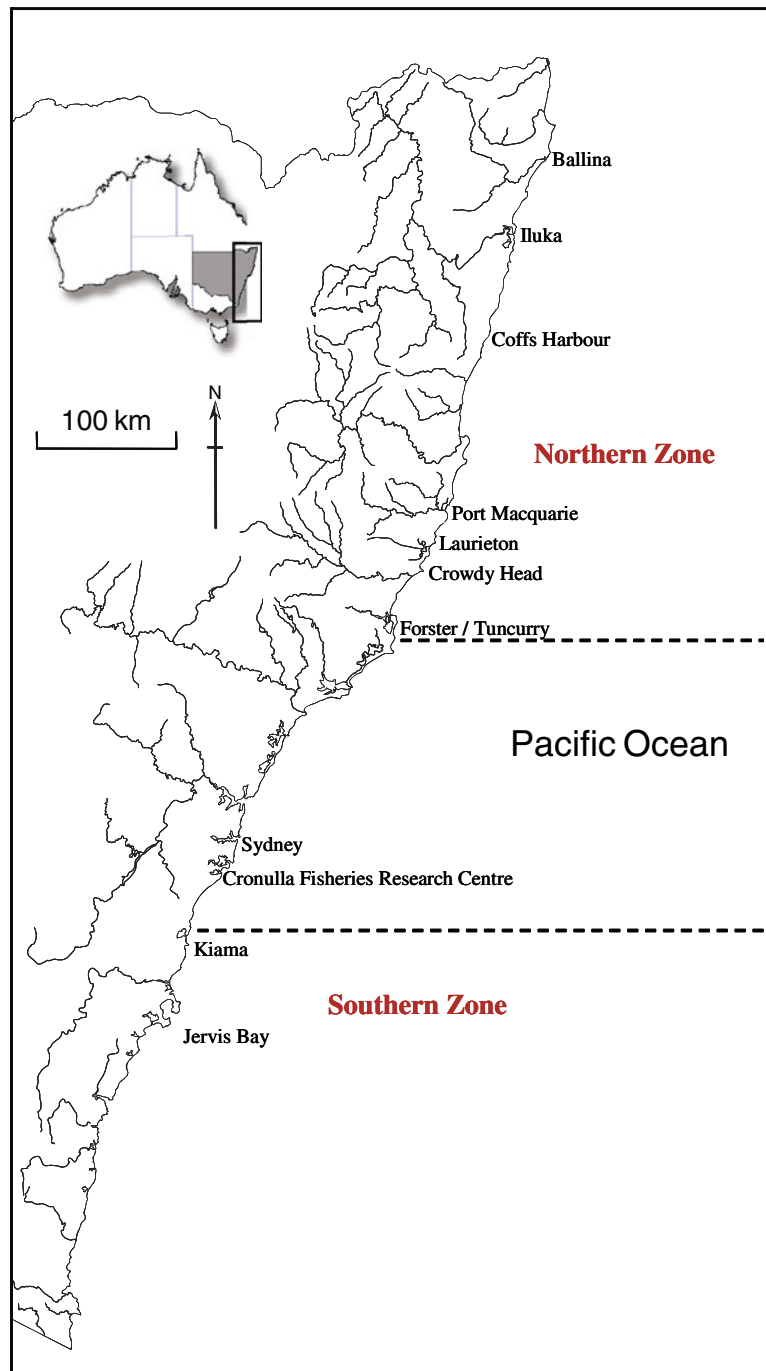 Ballina
Iluka
Coffs Harbour
N
100 km
Northern Zone
Port Macquarie
Laurieton
Crowdy Head
Forster / Tuncurry
Pacific Ocean
Sydney
Cronulla Fisheries Research Centre
Kiama
Southern Zone
Jervis Bay